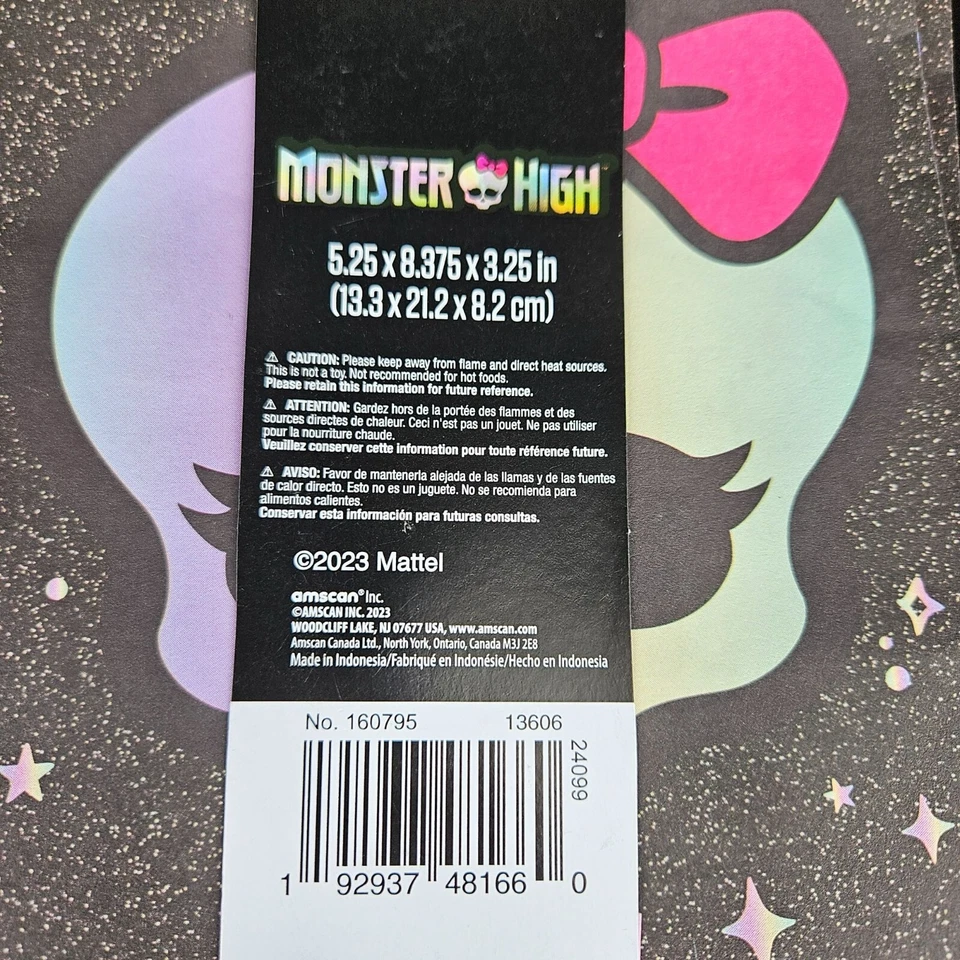 MONSTER HIGH™
5.25 x 8.375 x 3.25 in
(13.3 x 21.2 x 8.2 cm)
⚠ CAUTION: Please keep away from flame and direct heat sources.
This is not a toy. Not recommended for hot foods.
Please retain this information for future reference.
⚠ ATTENTION: Gardez hors de la portée des flammes et des
sources directes de chaleur. Ceci n'est pas un jouet. Ne pas utiliser
pour la nourriture chaude.
Veuillez conserver cette information pour toute référence future.
⚠ AVISO: Favor de mantenerla alejada de las llamas y de las fuentes
de calor directo. Esto no es un juguete. No se recomienda para
alimentos calientes.
Conservar esta información para futuras consultas.
©2023 Mattel
amscan® Inc.
©AMSCAN INC. 2023
WOODCLIFF LAKE, NJ 07677 USA, www.amscan.com
Amscan Canada Ltd., North York, Ontario, Canada M3J 2E8
Made in Indonesia/Fabriqué en Indonésie/Hecho en Indonesia
No. 160795 13606
24099
1 92937 48166 0